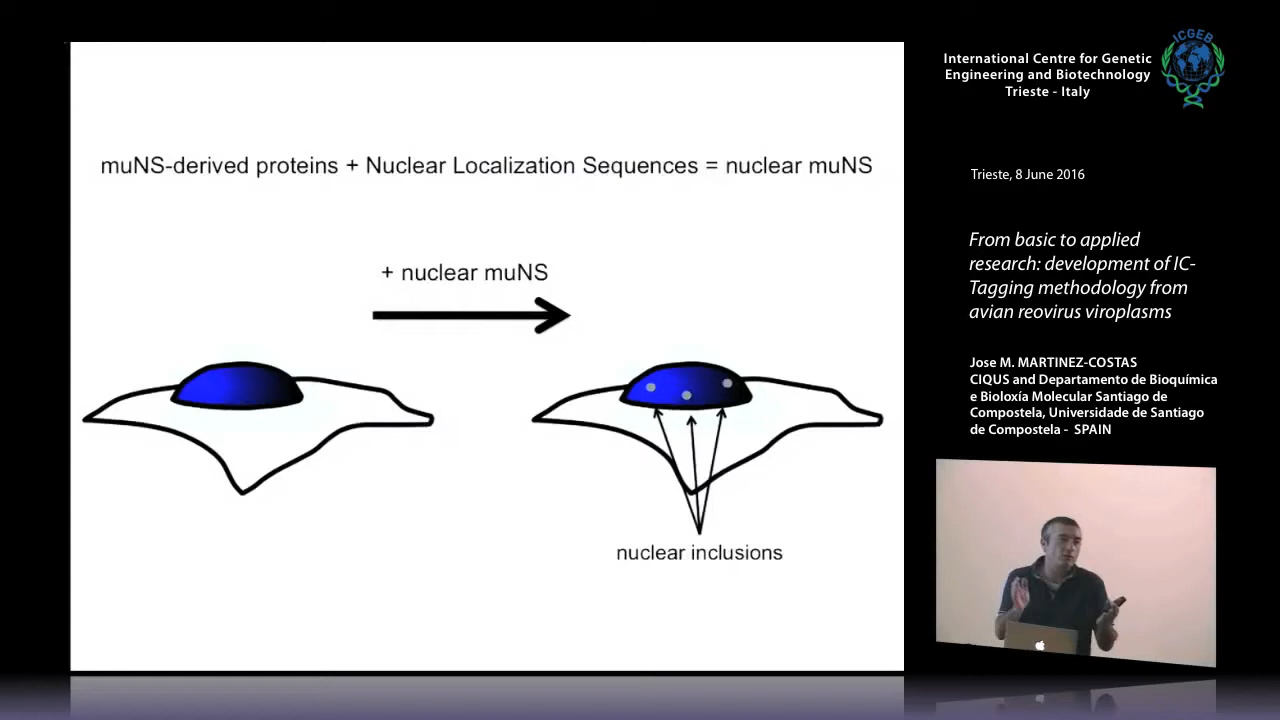 muNS-derived proteins + Nuclear Localization Sequences = nuclear muNS
+ nuclear muNS
nuclear inclusions
ICGEB
International Centre for Genetic
Engineering and Biotechnology
Trieste - Italy
Trieste, 8 June 2016
From basic to applied
research: development of IC-
Tagging methodology from
avian reovirus viroplasms
Jose M. MARTINEZ-COSTAS
CIQUS and Departamento de Bioquímica
e Bioloxía Molecular Santiago de
Compostela, Universidade de Santiago
de Compostela - SPAIN